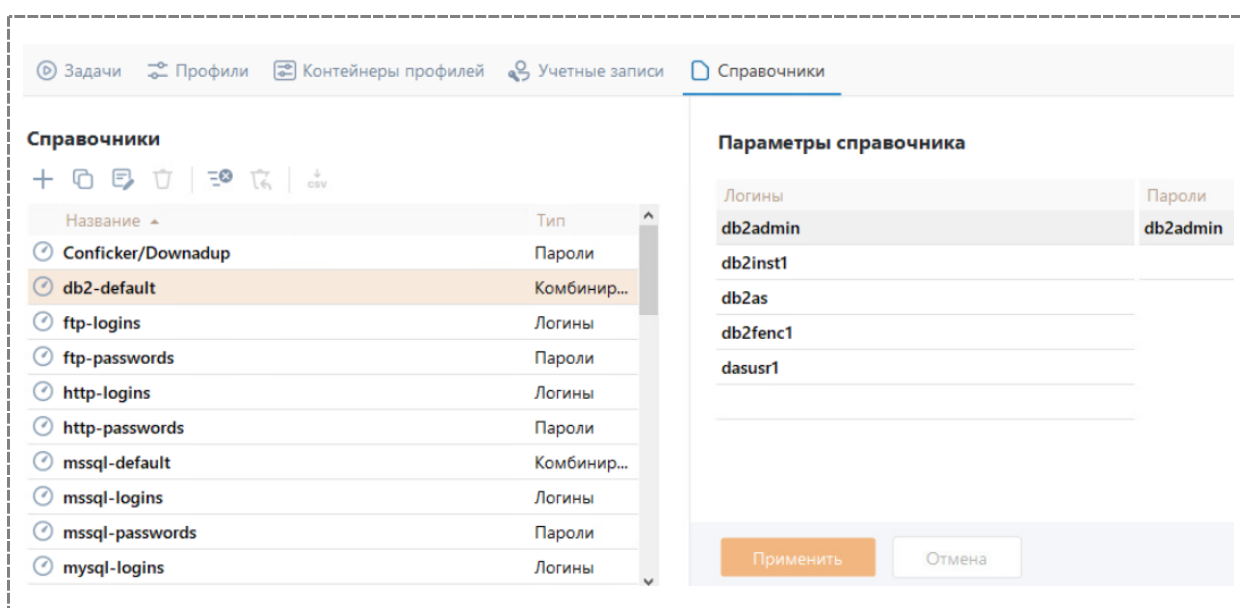 Задачи Профили Контейнеры профилей Учетные записи Справочники
Справочники
csv
Название Тип
Conficker/Downadup Пароли
db2-default Комбинир...
ftp-logins Логины
ftp-passwords Пароли
http-logins Логины
http-passwords Пароли
mssql-default Комбинир...
mssql-logins Логины
mssql-passwords Пароли
mysql-logins Логины
Параметры справочника
Логины Пароли
db2admin db2admin
db2inst1
db2as
db2fenc1
dasusr1
Применить Отмена